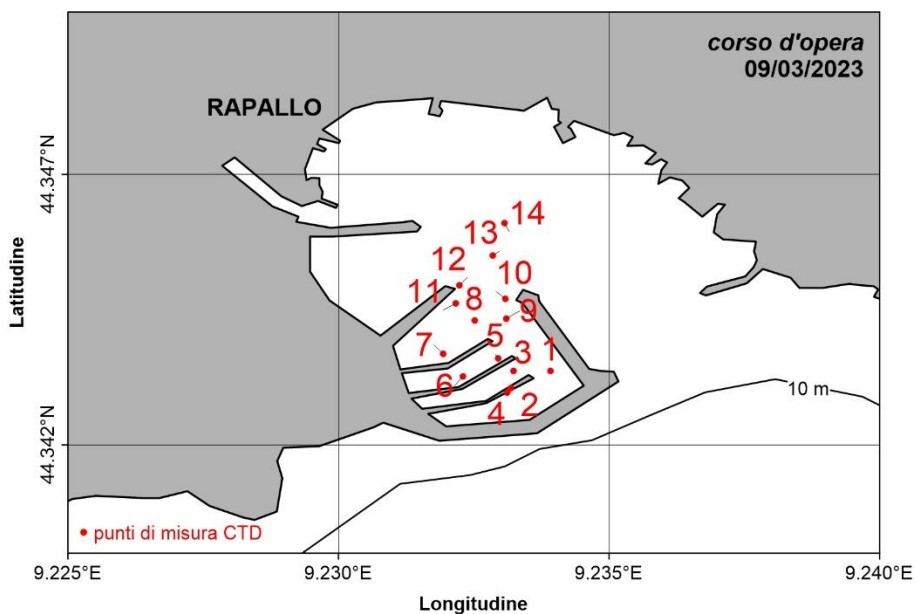 corso d'opera
09/03/2023
RAPALLO
44.347°N
14
13
12
10
11
8
9
5
7
3
1
6
4
2
10 m
Latitudine
44.342°N
punti di misura CTD
9.225°E
9.230°E
9.235°E
9.240°E
Longitudine